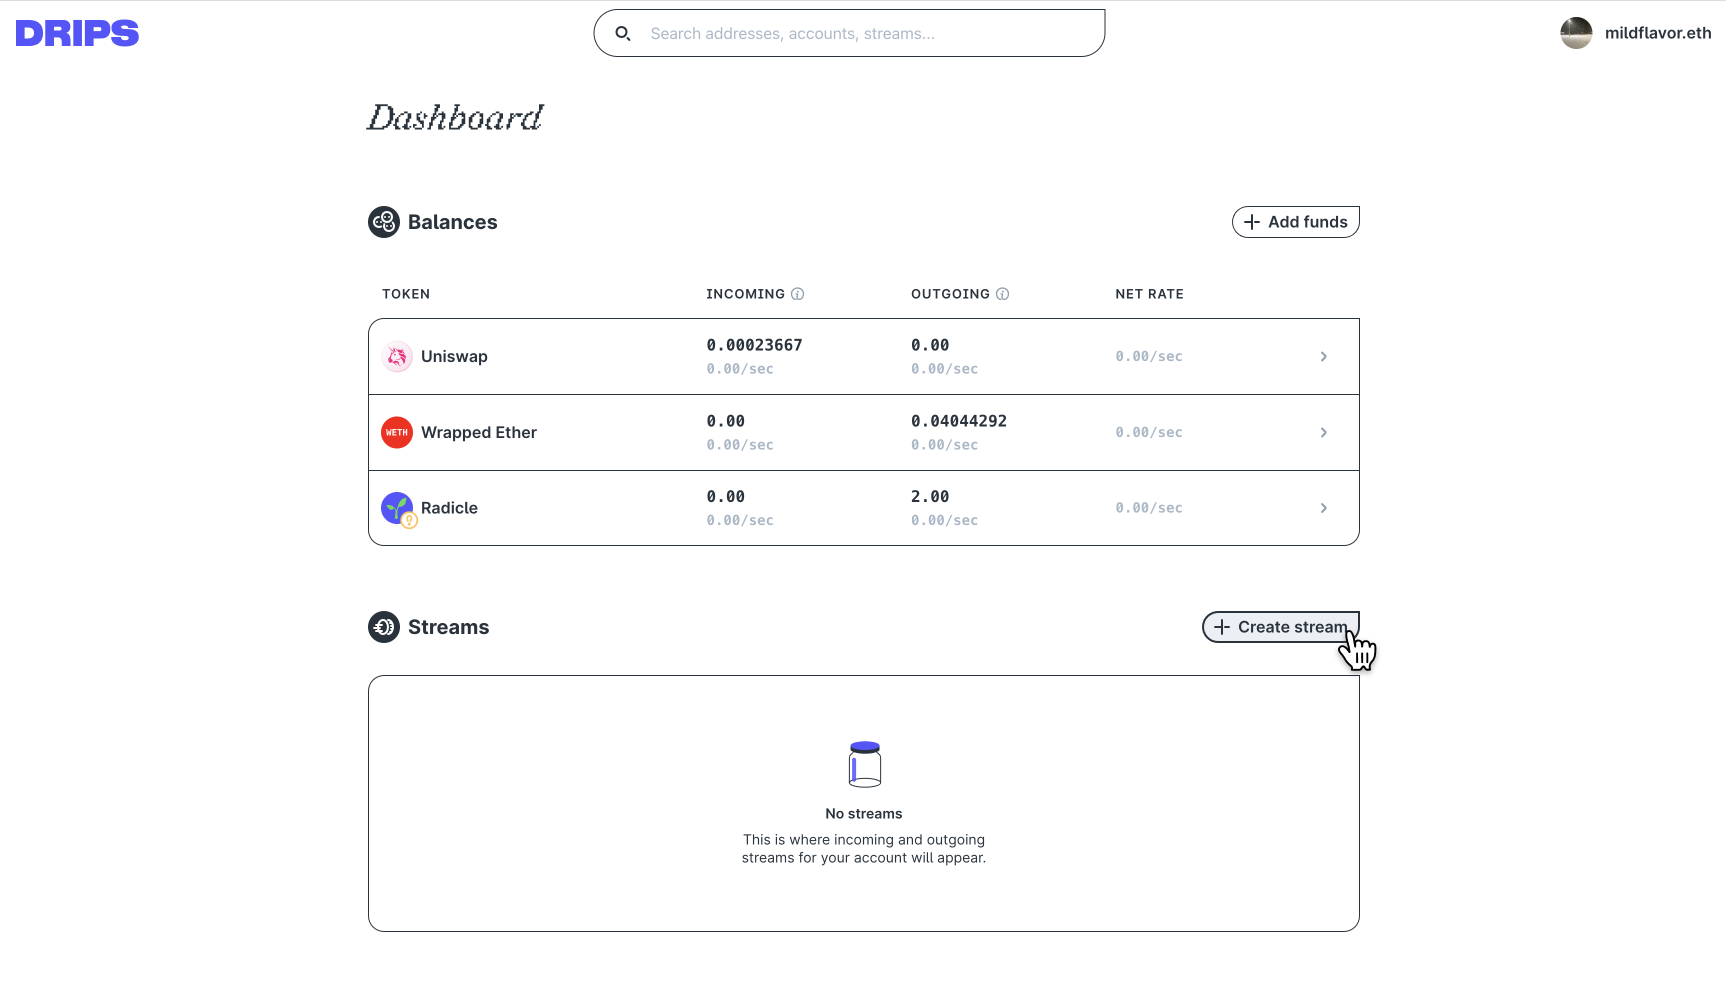 DRIPS
Search addresses, accounts, streams...
mildflavor.eth
Dashboard
Balances
Add funds
TOKEN INCOMING OUTGOING NET RATE
Uniswap
0.00023667
0.00/sec
0.00
0.00/sec
0.00/sec
WETH
Wrapped Ether
0.00
0.00/sec
0.04044292
0.00/sec
0.00/sec
Radicle
0.00
0.00/sec
2.00
0.00/sec
0.00/sec
Streams
Create stream
No streams
This is where incoming and outgoing
streams for your account will appear.